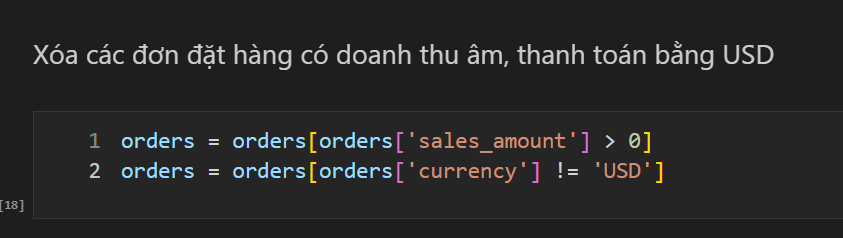 Xóa các đơn đặt hàng có doanh thu âm, thanh toán bằng USD
1 orders = orders[orders['sales_amount'] > 0]
2 orders = orders[orders['currency'] != 'USD']
[18]